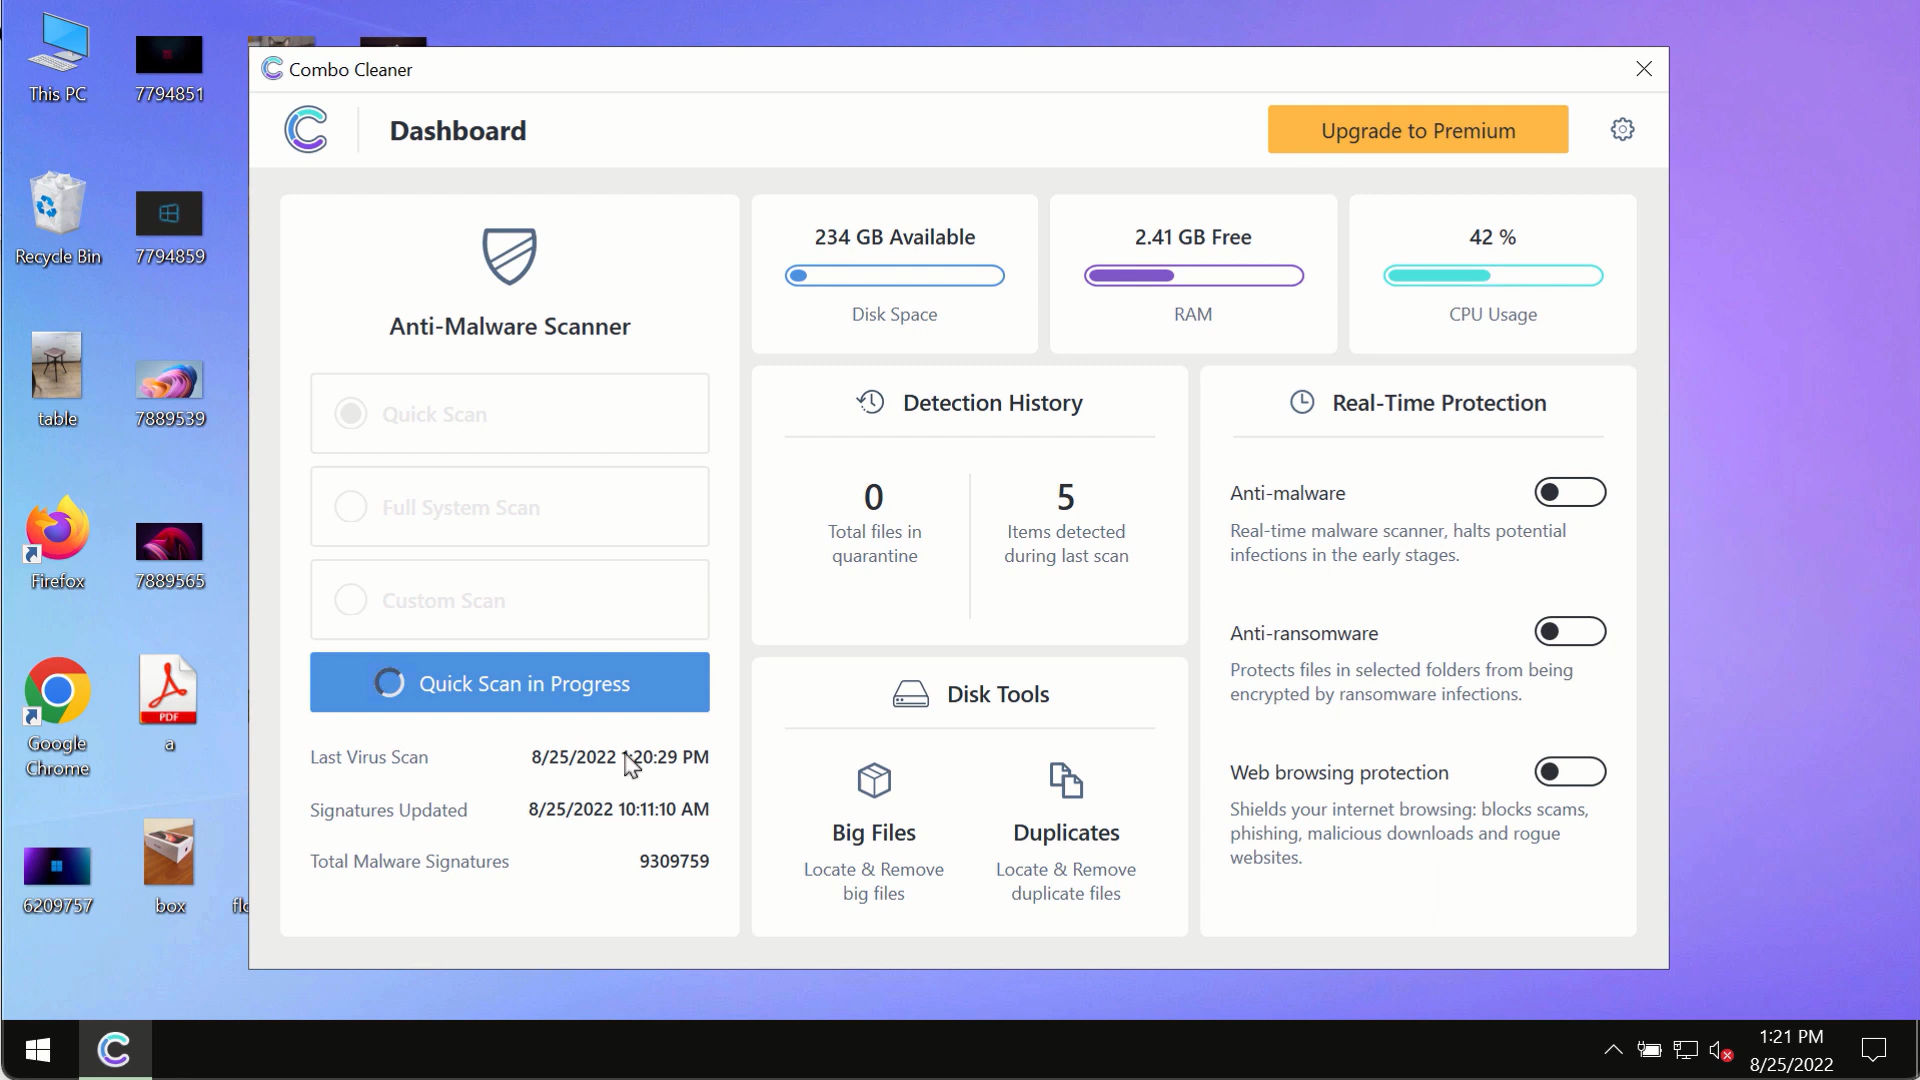 This PC
7794851
Recycle Bin
7794859
table
7889539
Firefox
7889565
Google
Chrome
PDF
a
6209757
box
Combo Cleaner
Dashboard
Upgrade to Premium
Anti-Malware Scanner
Quick Scan
Full System Scan
Custom Scan
Quick Scan in Progress
Last Virus Scan 8/25/2022 1:20:29 PM
Signatures Updated 8/25/2022 10:11:10 AM
Total Malware Signatures 9309759
234 GB Available
Disk Space
2.41 GB Free
RAM
42 %
CPU Usage
Detection History
0
Total files in
quarantine
5
Items detected
during last scan
Disk Tools
Big Files
Locate & Remove
big files
Duplicates
Locate & Remove
duplicate files
Real-Time Protection
Anti-malware
Real-time malware scanner, halts potential
infections in the early stages.
Anti-ransomware
Protects files in selected folders from being
encrypted by ransomware infections.
Web browsing protection
Shields your internet browsing: blocks scams,
phishing, malicious downloads and rogue
websites.
1:21 PM
8/25/2022